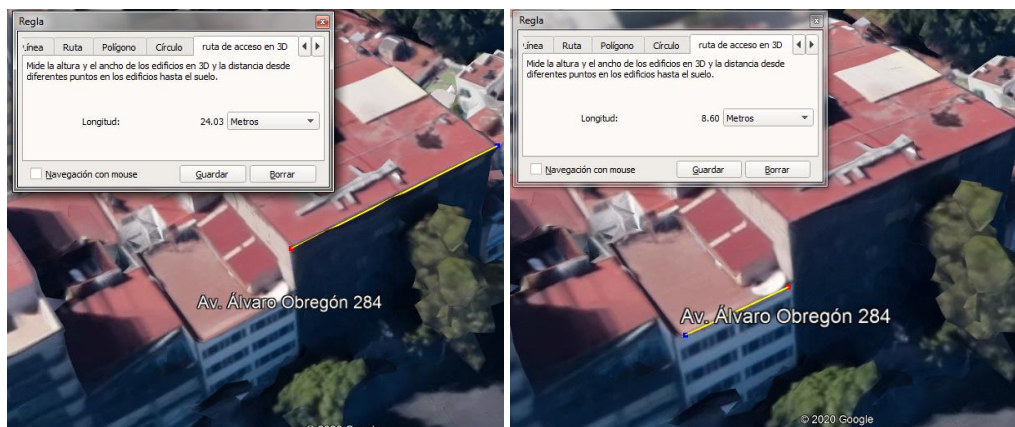 Regla
Línea Ruta Polígono Círculo ruta de acceso en 3D
Mide la altura y el ancho de los edificios en 3D y la distancia desde
diferentes puntos en los edificios hasta el suelo.
Longitud: 24.03 Metros
Navegación con mouse Guardar Borrar
Av. Álvaro Obregón 284
© 2020 Google
Regla
Línea Ruta Polígono Círculo ruta de acceso en 3D
Mide la altura y el ancho de los edificios en 3D y la distancia desde
diferentes puntos en los edificios hasta el suelo.
Longitud: 8.60 Metros
Navegación con mouse Guardar Borrar
Av. Álvaro Obregón 284
© 2020 Google